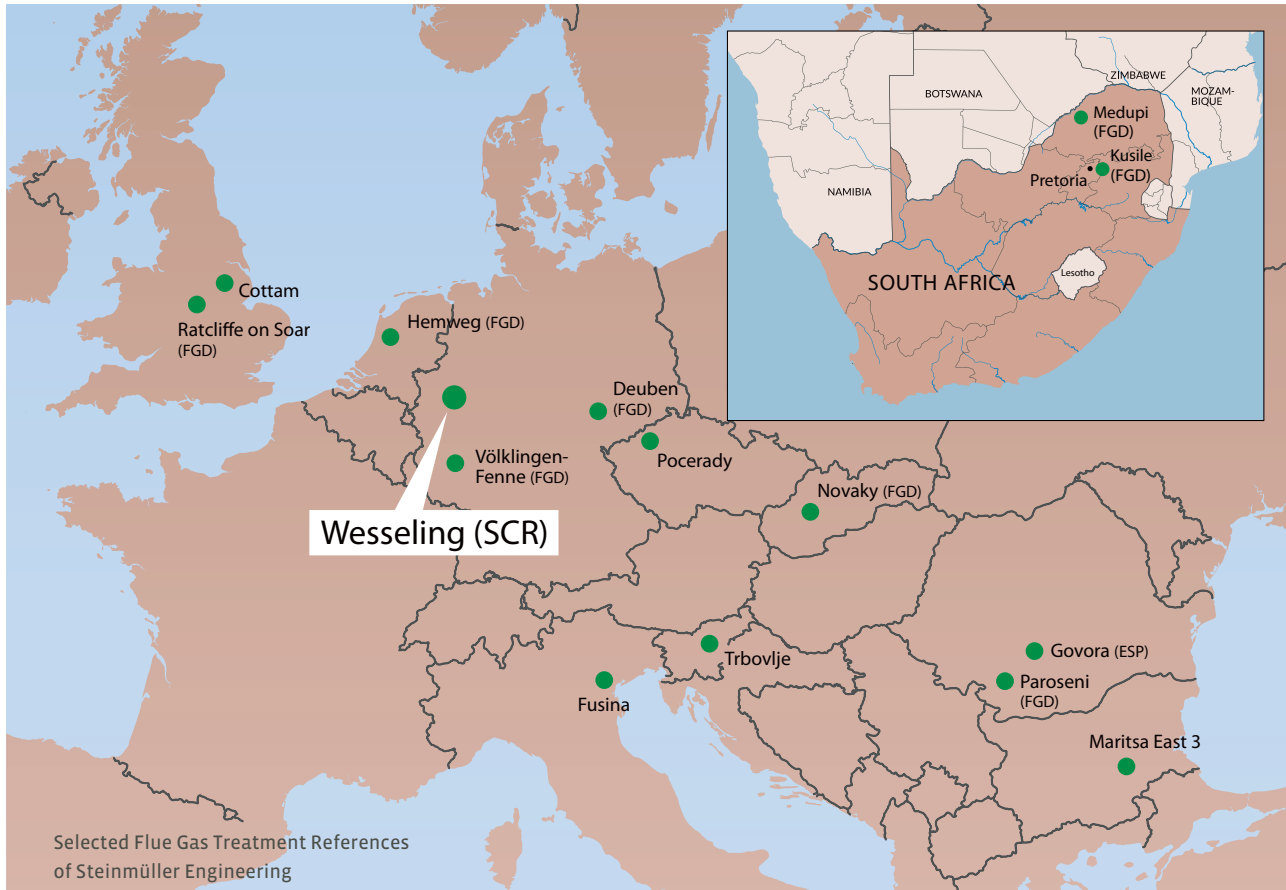 ZIMBABWE
BOTSWANA
MOZAM-
BIQUE
Medupi
(FGD)
Kusile
(FGD)
Pretoria
NAMIBIA
Lesotho
SOUTH AFRICA
Cottam
Ratcliffe on Soar
(FGD)
Hemweg (FGD)
Deuben
(FGD)
Pocerady
Völklingen-
Fenne (FGD)
Novaky (FGD)
Wesseling (SCR)
Trbovlje
Govora (ESP)
Paroseni
(FGD)
Fusina
Maritsa East 3
Selected Flue Gas Treatment References
of Steinmüller Engineering